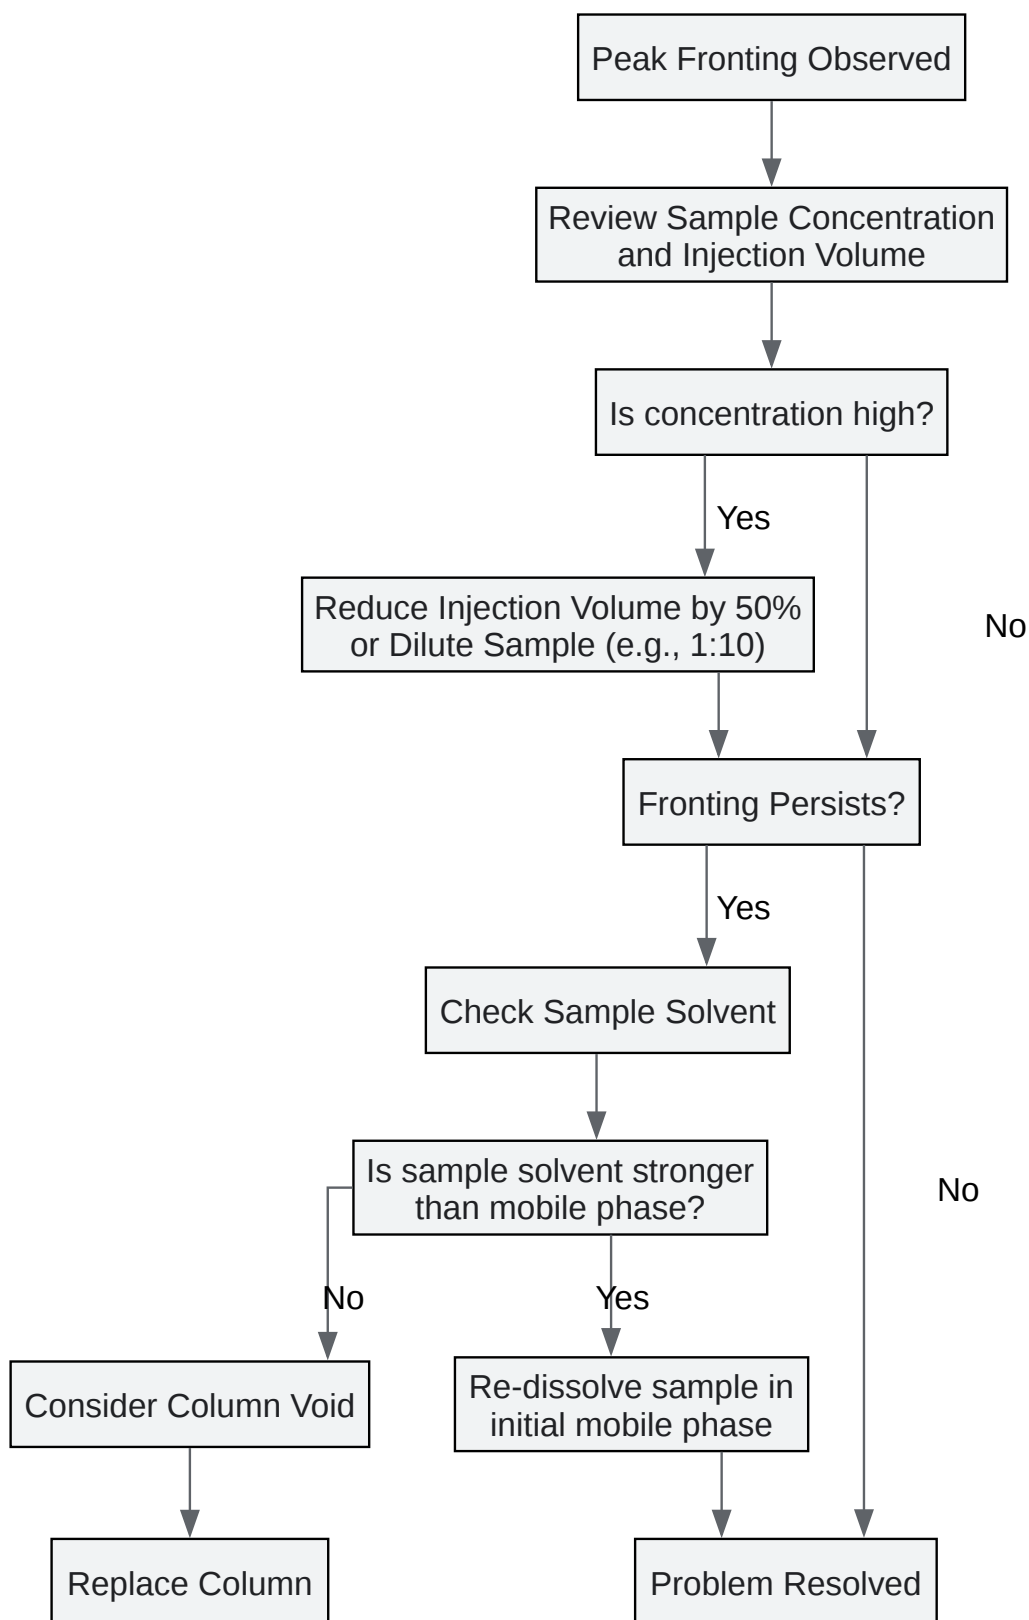 Peak Fronting Observed
Review Sample Concentration
and Injection Volume
Is concentration high?
Yes
Reduce Injection Volume by 50%
or Dilute Sample (e.g., 1:10)
No
Fronting Persists?
Yes
Check Sample Solvent
Is sample solvent stronger
than mobile phase?
No
No
Yes
Consider Column Void
Re-dissolve sample in
initial mobile phase
Replace Column
Problem Resolved